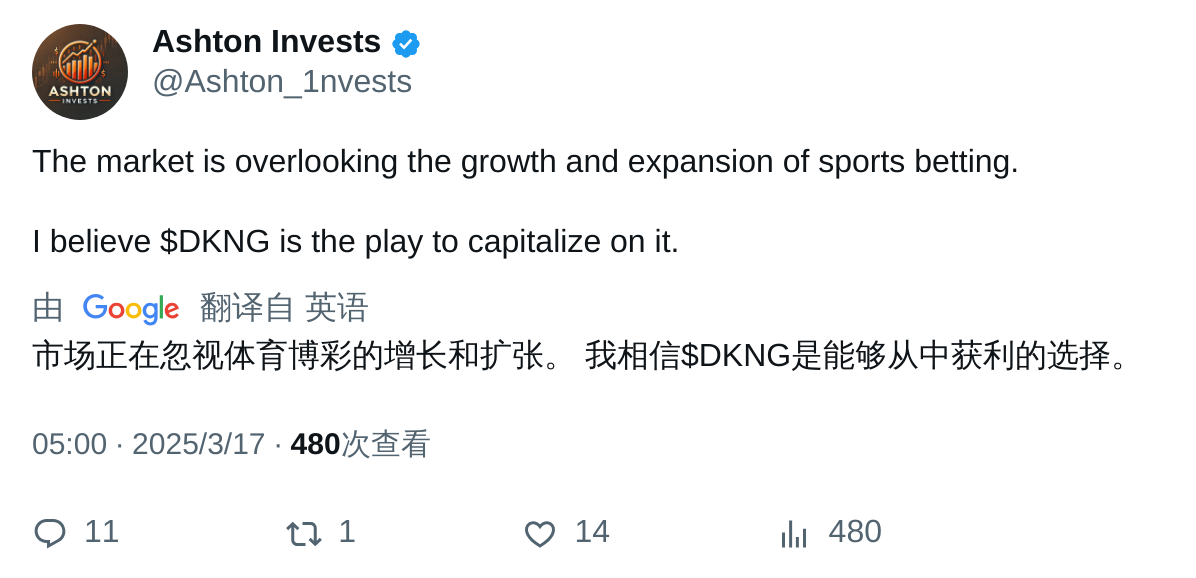 ASHTON
INVESTS
Ashton Invests
@Ashton_1nvests
The market is overlooking the growth and expansion of sports betting.
I believe $DKNG is the play to capitalize on it.
由 Google 翻译自 英语
市场正在忽视体育博彩的增长和扩张。 我相信$DKNG是能够从中获利的选择。
05:00 · 2025/3/17 · 480次查看
11 1 14 480